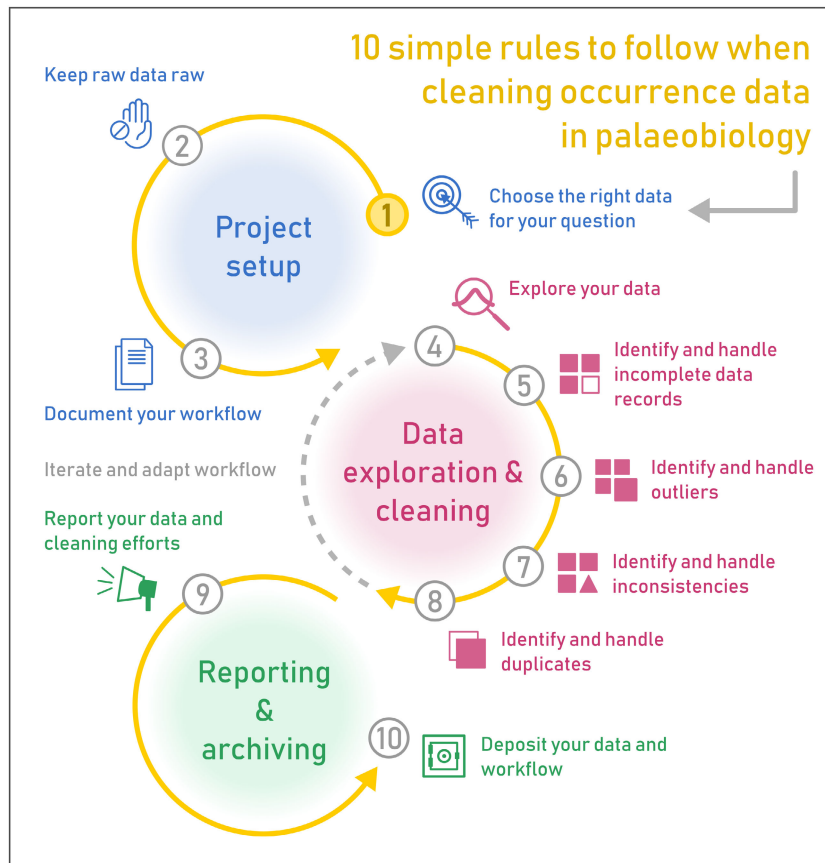 10 simple rules to follow when
cleaning occurrence data
in palaeobiology
1
Choose the right data
for your question
Keep raw data raw
2
Project
setup
3
Document your workflow
4
Explore your data
5
Identify and handle
incomplete data
records
Data
exploration &
cleaning
6
Identify and handle
outliers
7
Identify and handle
inconsistencies
8
Identify and handle
duplicates
Iterate and adapt workflow
Report your data and
cleaning efforts
9
Reporting
&
archiving
10
Deposit your data and
workflow